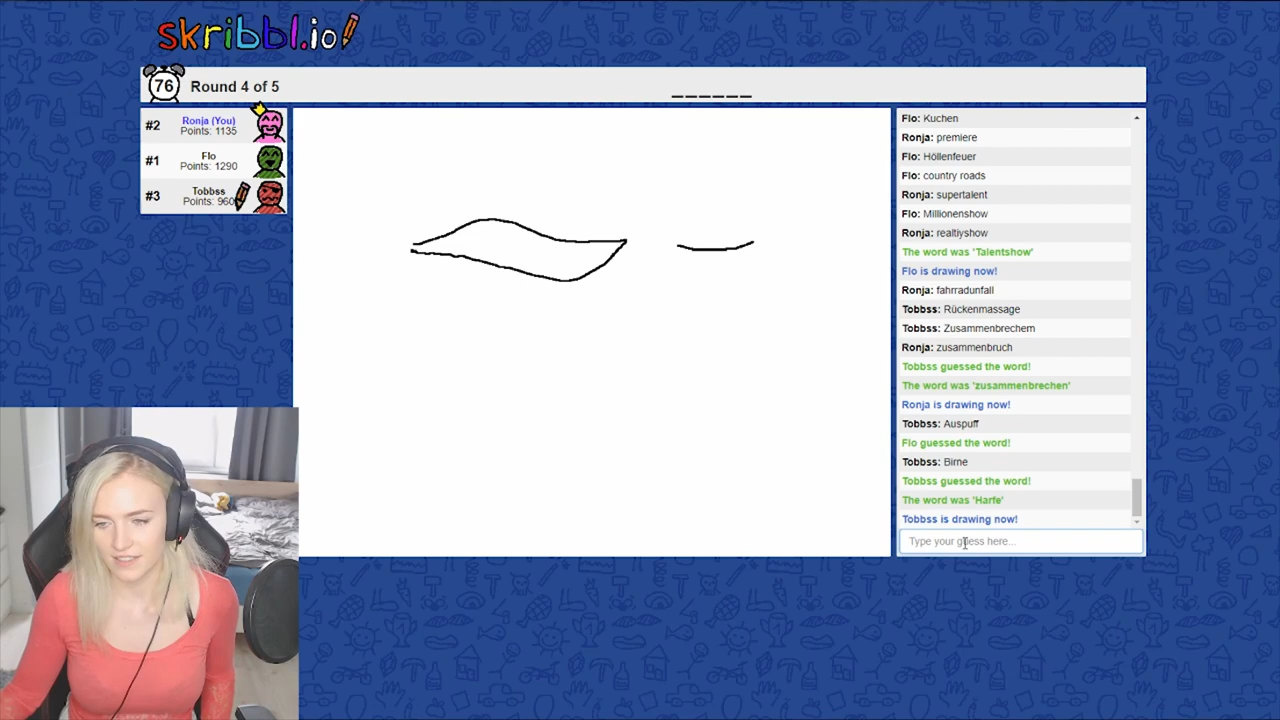 skribbl.io!
76
Round 4 of 5
______
#2
Ronja (You)
Points: 1135
#1
Flo
Points: 1290
#3
Tobbss
Points: 960
Flo: Kuchen
Ronja: premiere
Flo: Höllenfeuer
Flo: country roads
Ronja: supertalent
Flo: Millionenshow
Ronja: realtiyshow
The word was 'Talentshow'
Flo is drawing now!
Ronja: fahrradunfall
Tobbss: Rückenmassage
Tobbss: Zusammenbrechem
Ronja: zusammenbruch
Tobbss guessed the word!
The word was 'zusammenbrechen'
Ronja is drawing now!
Tobbss: Auspuff
Flo guessed the word!
Tobbss: Birne
Tobbss guessed the word!
The word was 'Harfe'
Tobbss is drawing now!
Type your guess here...